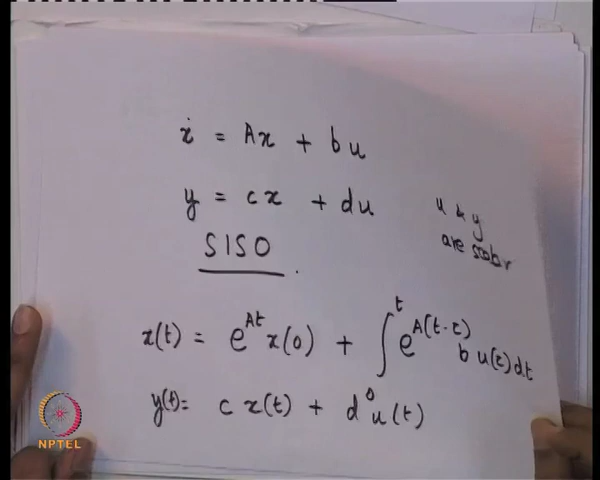 ẋ = Ax + bu
y = cx + du
u & y
are scalar
SISO
x(t) = e^{At} x(0) + ∫_0^t e^{A(t-τ)} b u(τ) dτ
y(t) = c x(t) + d u(t)
NPTEL